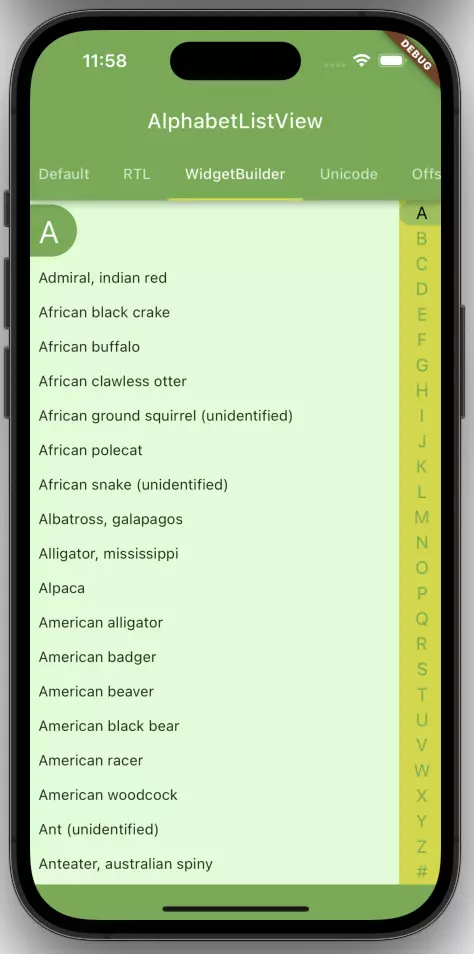 11:58
DEBUG
AlphabetListView
Default RTL WidgetBuilder Unicode Offs
A
Admiral, indian red
African black crake
African buffalo
African clawless otter
African ground squirrel (unidentified)
African polecat
African snake (unidentified)
Albatross, galapagos
Alligator, mississippi
Alpaca
American alligator
American badger
American beaver
American black bear
American racer
American woodcock
Ant (unidentified)
Anteater, australian spiny
A
B
C
D
E
F
G
H
I
J
K
L
M
N
O
P
Q
R
S
T
U
V
W
X
Y
Z
#